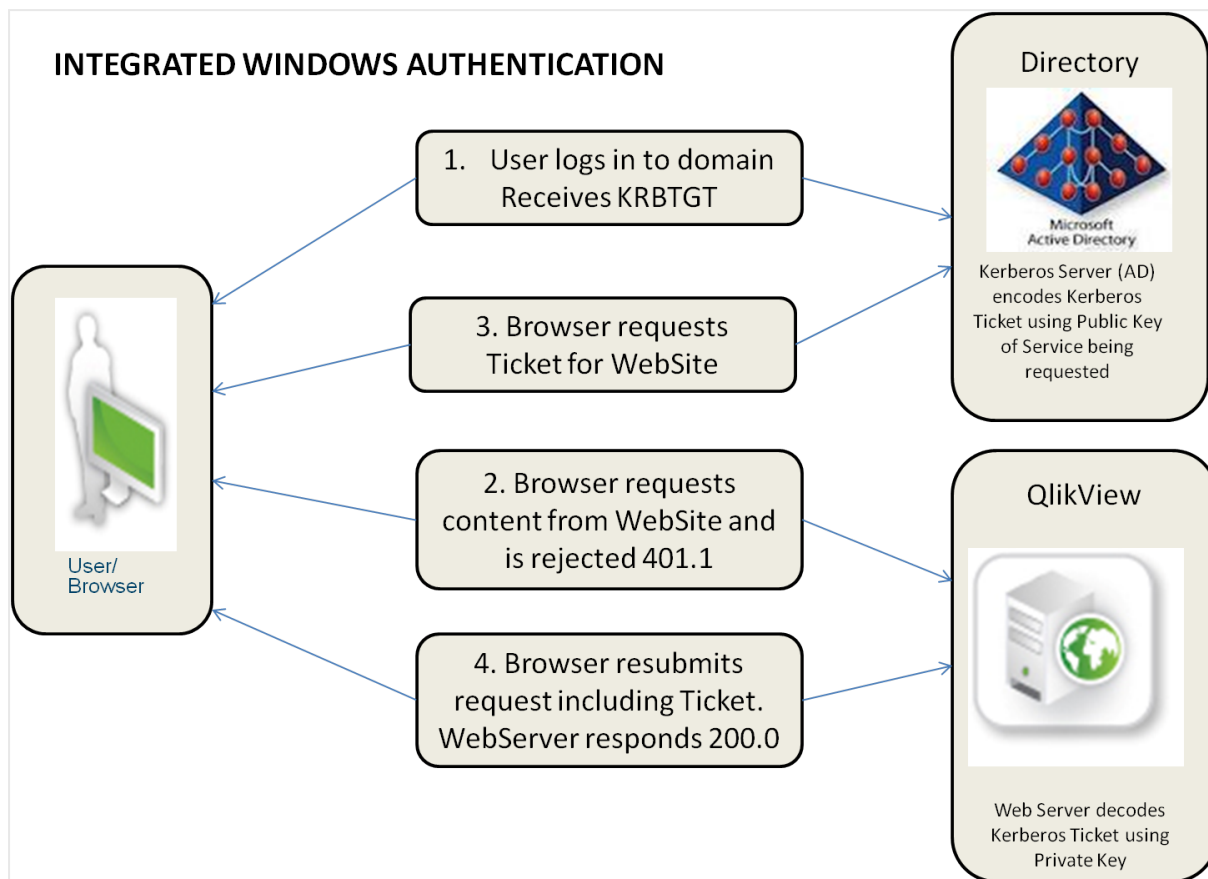 INTEGRATED WINDOWS AUTHENTICATION
Directory
Microsoft
Active Directory
Kerberos Server (AD)
encodes Kerberos
Ticket using Public Key
of Service being
requested
1. User logs in to domain
Receives KRBTGT
3. Browser requests
Ticket for WebSite
2. Browser requests
content from WebSite and
is rejected 401.1
4. Browser resubmits
request including Ticket.
WebServer responds 200.0
User/
Browser
QlikView
Web Server decodes
Kerberos Ticket using
Private Key